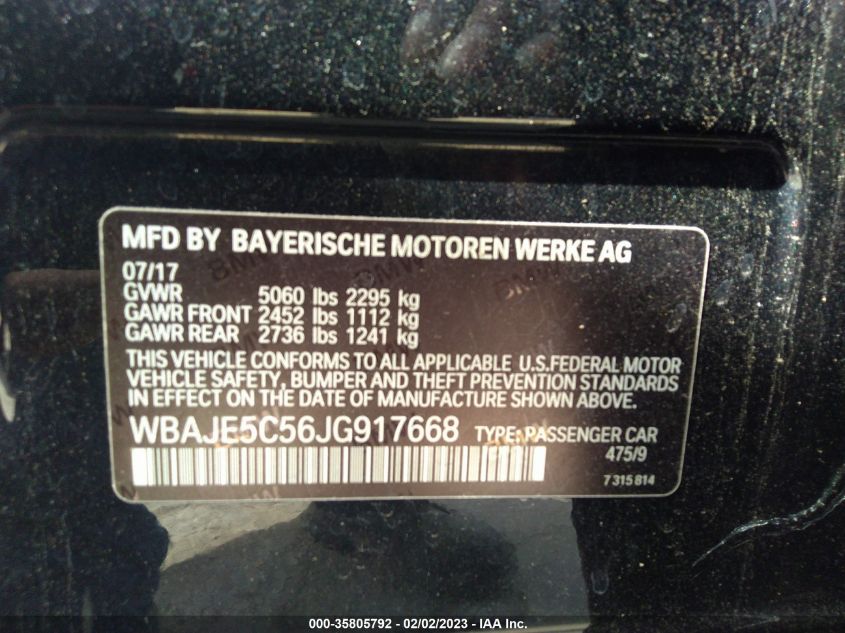 MFD BY BAYERISCHE MOTOREN WERKE AG
07/17
GVWR 5060 lbs 2295 kg
GAWR FRONT 2452 lbs 1112 kg
GAWR REAR 2736 lbs 1241 kg
THIS VEHICLE CONFORMS TO ALL APPLICABLE U.S.FEDERAL MOTOR
VEHICLE SAFETY, BUMPER AND THEFT PREVENTION STANDARDS
IN EFFECT ON THE DATE OF MANUFACTURE SHOWN ABOVE.
WBAJE5C56JG917668 TYPE: PASSENGER CAR
475/9
7 315 814
000-35805792 - 02/02/2023 - IAA Inc.